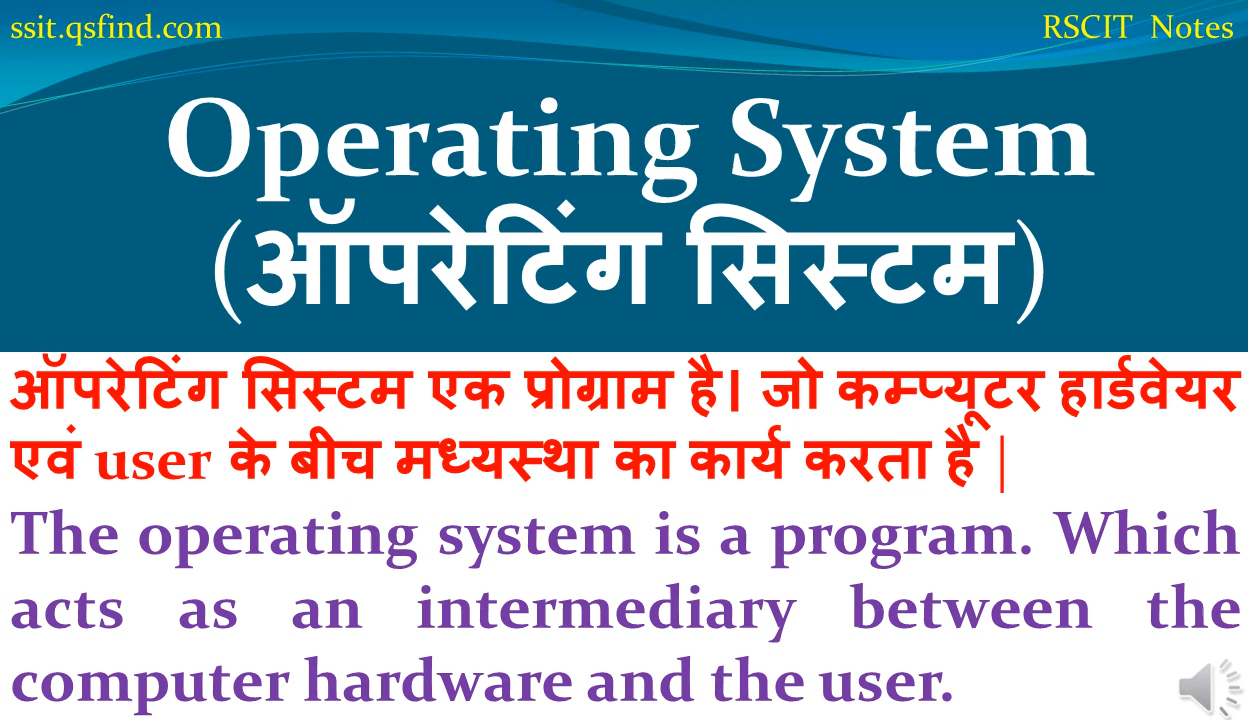 ssit.qsfind.com RSCIT Notes
Operating System
(ऑपरेटिंग सिस्टम)
ऑपरेटिंग सिस्टम एक प्रोग्राम है। जो कम्प्यूटर हार्डवेयर
एवं user के बीच मध्यस्था का कार्य करता है |
The operating system is a program. Which
acts as an intermediary between the
computer hardware and the user.